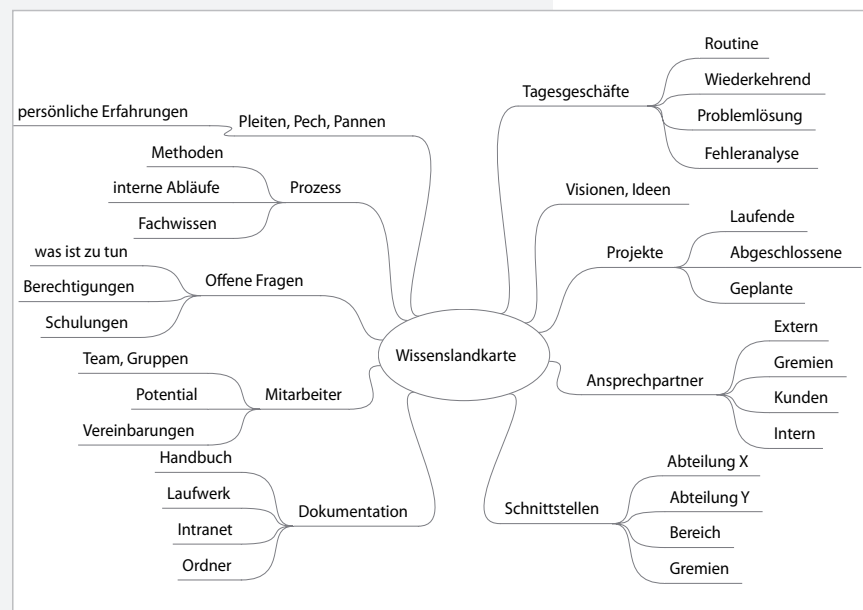 Wissenslandkarte
Tagesgeschäfte
Routine
Wiederkehrend
Problemlösung
Fehleranalyse
Visionen, Ideen
Projekte
Laufende
Abgeschlossene
Geplante
Ansprechpartner
Extern
Gremien
Kunden
Intern
Schnittstellen
Abteilung X
Abteilung Y
Bereich
Gremien
Pleiten, Pech, Pannen
persönliche Erfahrungen
Prozess
Methoden
interne Abläufe
Fachwissen
Offene Fragen
was ist zu tun
Berechtigungen
Schulungen
Mitarbeiter
Team, Gruppen
Potential
Vereinbarungen
Dokumentation
Handbuch
Laufwerk
Intranet
Ordner